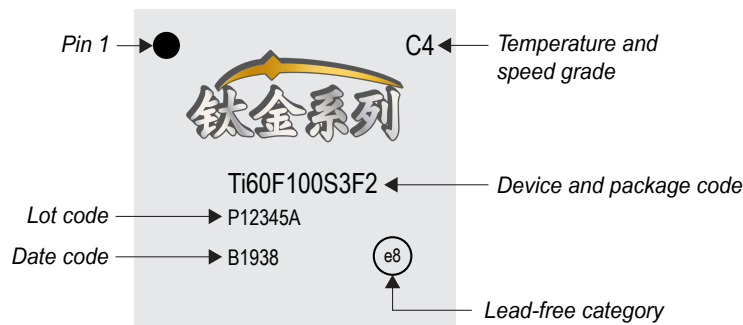 Pin 1
C4
Temperature and
speed grade
钛金系列
Ti60F100S3F2
Device and package code
Lot code
P12345A
Date code
B1938
e8
Lead-free category